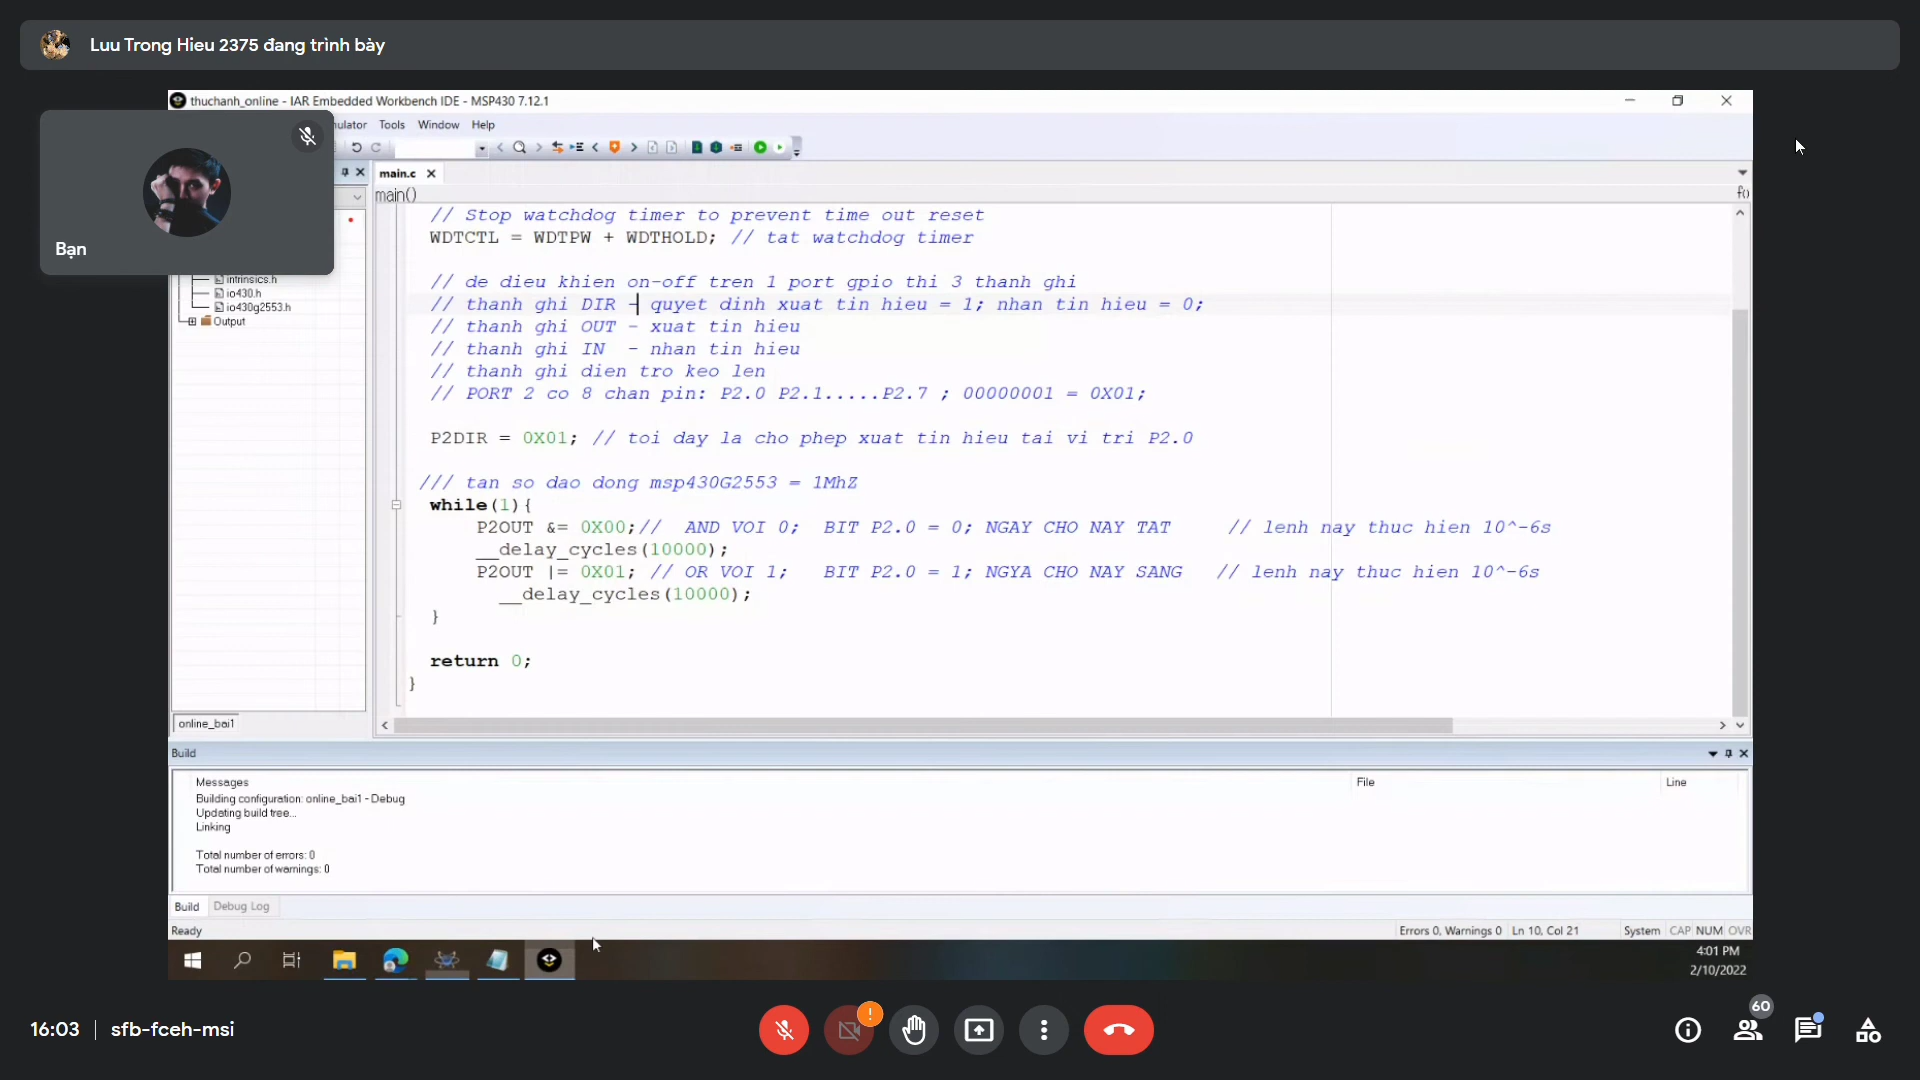 Luu Trong Hieu 2375 đang trình bày
thuchanh_online - IAR Embedded Workbench IDE - MSP430 7.12.1
ulator Tools Window Help
main.c
main()
f()
Bạn
intrinsics.h
io430.h
io430g2553.h
Output
online_bai1
// Stop watchdog timer to prevent time out reset
WDTCTL = WDTPW + WDTHOLD; // tat watchdog timer
// de dieu khien on-off tren 1 port gpio thi 3 thanh ghi
// thanh ghi DIR - quyet dinh xuat tin hieu = 1; nhan tin hieu = 0;
// thanh ghi OUT - xuat tin hieu
// thanh ghi IN - nhan tin hieu
// thanh ghi dien tro keo len
// PORT 2 co 8 chan pin: P2.0 P2.1.....P2.7 ; 00000001 = 0X01;
P2DIR = 0X01; // toi day la cho phep xuat tin hieu tai vi tri P2.0
/// tan so dao dong msp430G2553 = 1MhZ
while(1){
P2OUT &= 0X00;// AND VOI 0; BIT P2.0 = 0; NGAY CHO NAY TAT // lenh nay thuc hien 10^-6s
__delay_cycles(10000);
P2OUT |= 0X01; // OR VOI 1; BIT P2.0 = 1; NGYA CHO NAY SANG // lenh nay thuc hien 10^-6s
__delay_cycles(10000);
}
return 0;
}
Build
Messages File Line
Building configuration: online_bai1 - Debug
Updating build tree...
Linking
Total number of errors: 0
Total number of warnings: 0
Build Debug Log
Ready Errors 0, Warnings 0 Ln 10, Col 21 System CAP NUM OVR
4:01 PM
2/10/2022
16:03 | sfb-fceh-msi
!
60